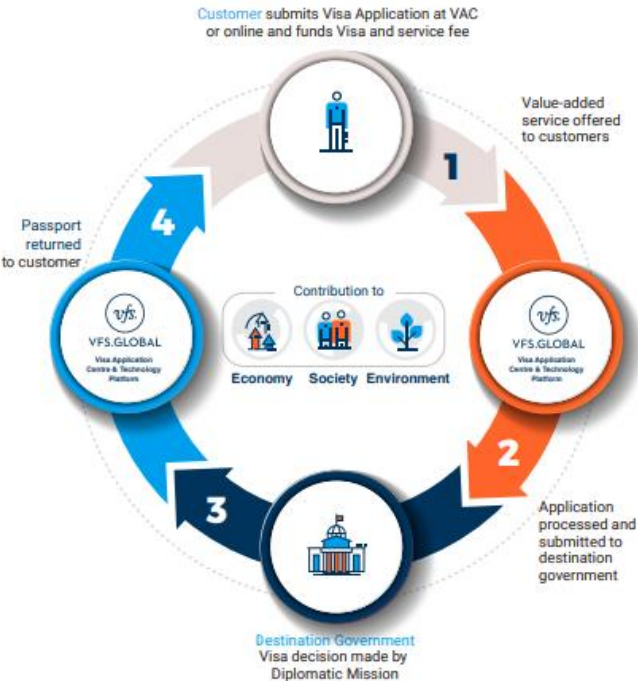 Customer submits Visa Application at VAC
or online and funds Visa and service fee
Value-added
service offered
to customers
1
4
Passport
returned
to customer
Contribution to
vfs.
VFS.GLOBAL
Visa Application
Centre & Technology
Platform
vfs.
VFS.GLOBAL
Visa Application
Centre & Technology
Platform
Economy Society Environment
2
3
Application
processed and
submitted to
destination
government
Destination Government
Visa decision made by
Diplomatic Mission